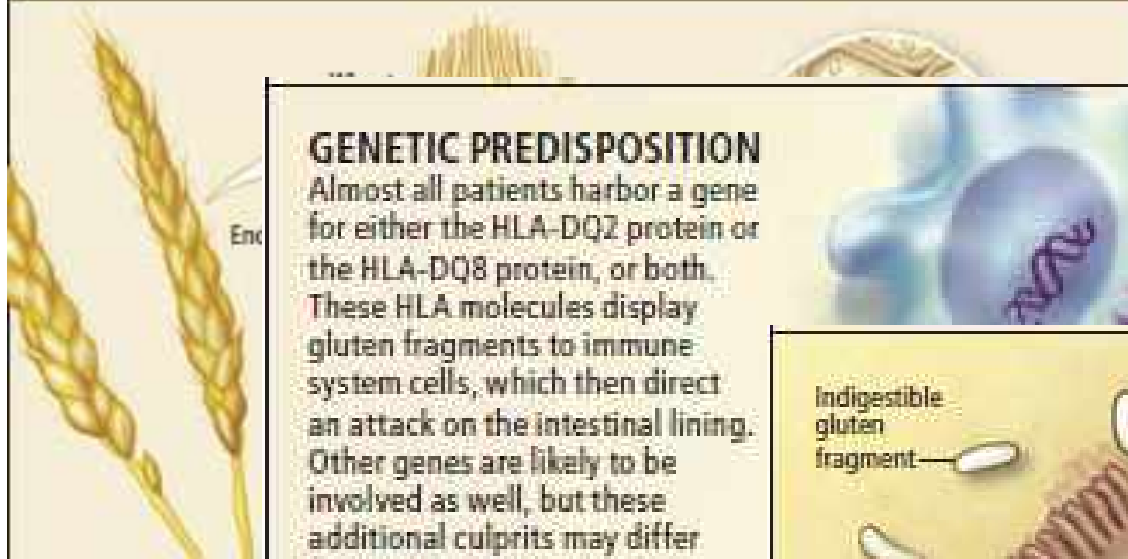 GENETIC PREDISPOSITION
Almost all patients harbor a gene
for either the HLA-DQ2 protein or
the HLA-DQ8 protein, or both.
These HLA molecules display
gluten fragments to immune
system cells, which then direct
an attack on the intestinal lining.
Other genes are likely to be
involved as well, but these
additional culprits may differ
Indigestible
gluten
fragment